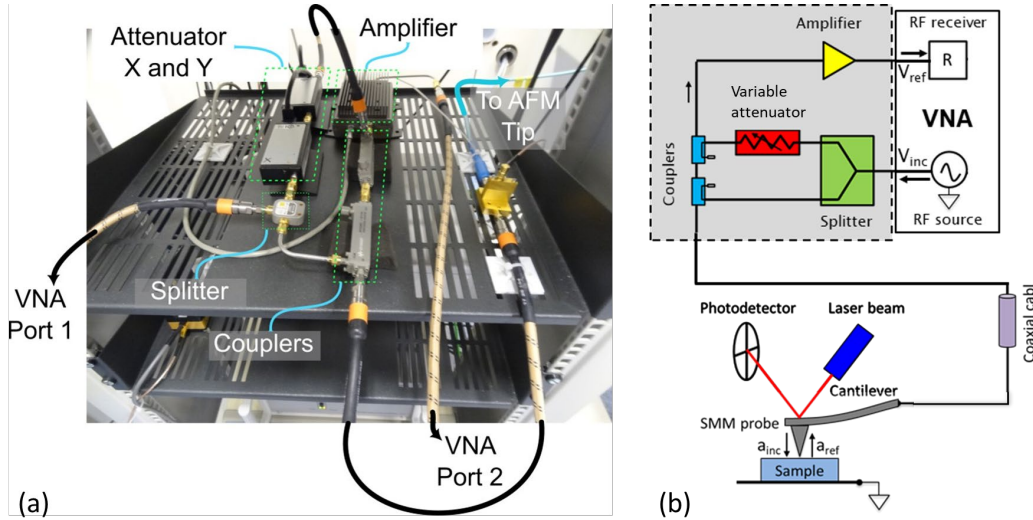 Attenuator
X and Y
Amplifier
To AFM
Tip
VNA
Port 1
Splitter
Couplers
VNA
Port 2
(a)
Amplifier
RF receiver
R
Vref
Variable
attenuator
VNA
Couplers
Vinc
Splitter
RF source
Photodetector
Laser beam
Coaxial cabl
Cantilever
SMM probe
ainc
aref
Sample
(b)